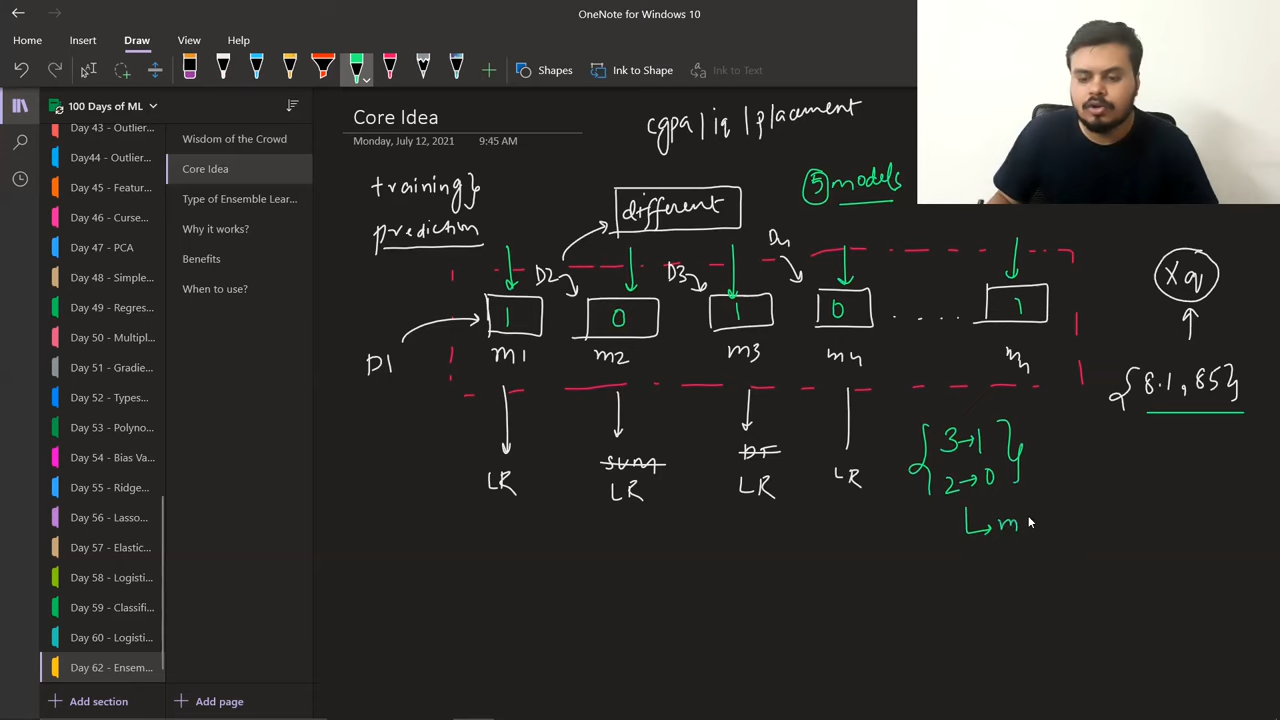 OneNote for Windows 10
Home
Insert
Draw
View
Help
Shapes
Ink to Shape
Ink to Text
100 Days of ML
Day 43 - Outlier...
Day44 - Outlier...
Day 45 - Featur...
Day 46 - Curse...
Day 47 - PCA
Day 48 - Simple...
Day 49 - Regres...
Day 50 - Multipl...
Day 51 - Gradie...
Day 52 - Types...
Day 53 - Polyno...
Day 54 - Bias Va...
Day 55 - Ridge...
Day 56 - Lasso...
Day 57 - Elastic...
Day 58 - Logisti...
Day 59 - Classifi...
Day 60 - Logisti...
Day 62 - Ensem...
Add section
Wisdom of the Crowd
Core Idea
Type of Ensemble Lear...
Why it works?
Benefits
When to use?
Add page
Core Idea
Monday, July 12, 2021
9:45 AM
cgpa | iq | placement
training}
prediction
different
5 models
D1
D2
D3
D4
1
0
1
0
1
m1
m2
m3
m4
Xq
{8.1, 85}
LR
SVM
LR
DT
LR
LR
{3→1
2→0}
↳ m